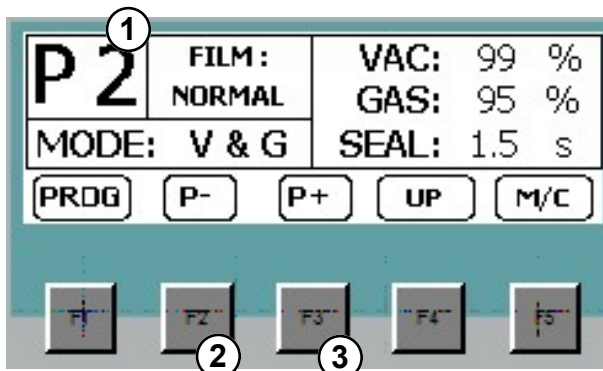 1
P 2
FILM :
NORMAL
VAC: 99 %
GAS: 95 %
MODE: V & G
SEAL: 1.5 s
PROG P- P+ UP M/C
F1 F2 F3 F4 F5
2 3